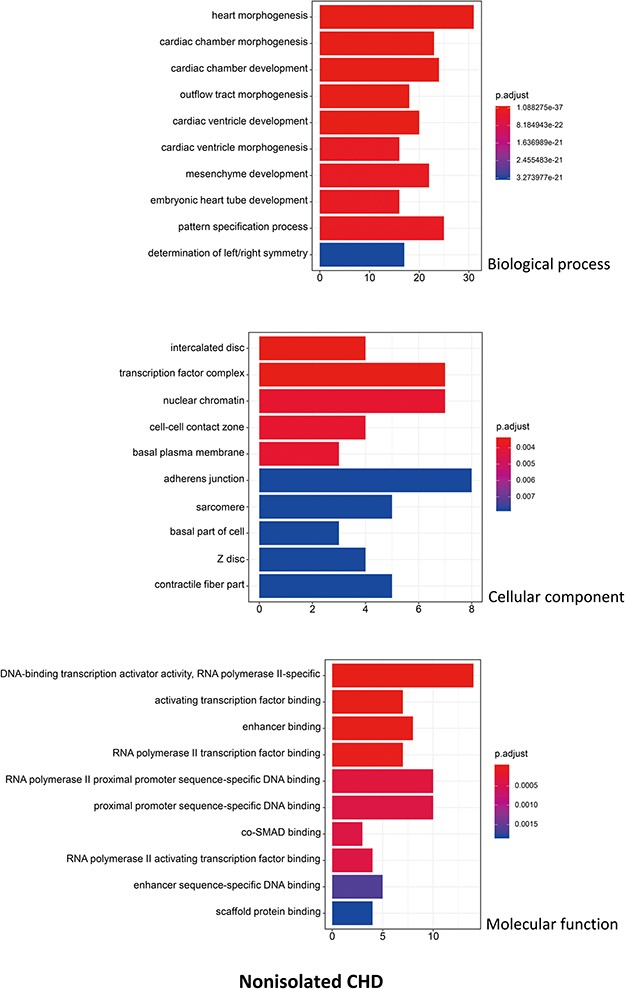 heart morphogenesis
cardiac chamber morphogenesis
cardiac chamber development
outflow tract morphogenesis
cardiac ventricle development
cardiac ventricle morphogenesis
mesenchyme development
embryonic heart tube development
pattern specification process
determination of left/right symmetry
0 10 20 30
p.adjust
1.088275e-37
8.184943e-22
1.636989e-21
2.455483e-21
3.273977e-21
Biological process
intercalated disc
transcription factor complex
nuclear chromatin
cell-cell contact zone
basal plasma membrane
adherens junction
sarcomere
basal part of cell
Z disc
contractile fiber part
0 2 4 6 8
p.adjust
0.004
0.005
0.006
0.007
Cellular component
DNA-binding transcription activator activity, RNA polymerase II-specific
activating transcription factor binding
enhancer binding
RNA polymerase II transcription factor binding
RNA polymerase II proximal promoter sequence-specific DNA binding
proximal promoter sequence-specific DNA binding
co-SMAD binding
RNA polymerase II activating transcription factor binding
enhancer sequence-specific DNA binding
scaffold protein binding
0 5 10
p.adjust
0.0005
0.0010
0.0015
Molecular function
Nonisolated CHD